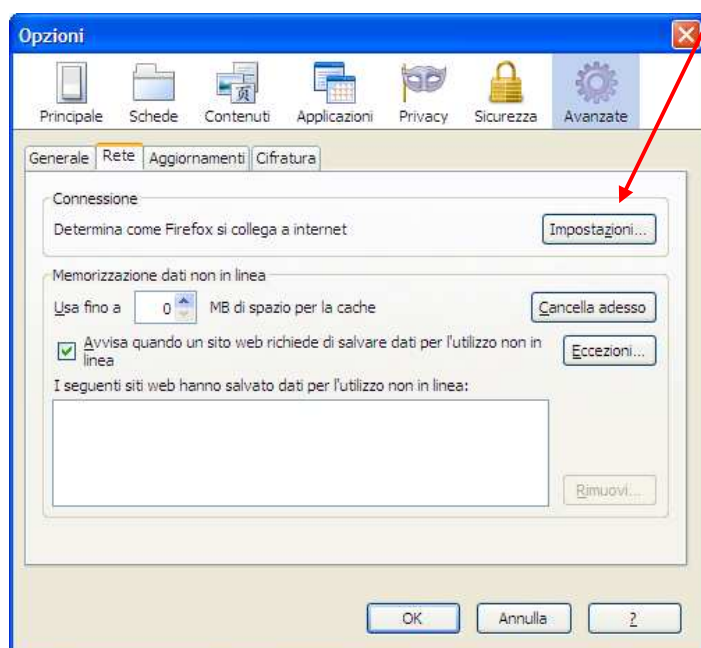 Opzioni
Principale Schede Contenuti Applicazioni Privacy Sicurezza Avanzate
Generale Rete Aggiornamenti Cifratura
Connessione
Determina come Firefox si collega a internet Impostazioni...
Memorizzazione dati non in linea
Usa fino a 0 MB di spazio per la cache Cancella adesso
Avvisa quando un sito web richiede di salvare dati per l'utilizzo non in
linea Eccezioni...
I seguenti siti web hanno salvato dati per l'utilizzo non in linea:
Rimuovi...
OK Annulla ?